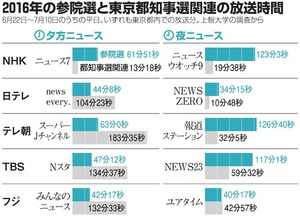 2016年の参院選と東京都知事選関連の放送時間
6月22日～7月10日のうちの平日。いずれも東京都内での放送分。上智大学の調査から
夕方ニュース
夜ニュース
NHK
ニュース7
参院選 61分51秒
都知事選関連13分18秒
ニュースウオッチ9
123分0秒
19分38秒
日テレ
news every.
44分8秒
104分23秒
NEWS ZERO
34分15秒
10分48秒
テレ朝
スーパーJチャンネル
63分0秒
183分35秒
報道ステーション
126分40秒
32分5秒
TBS
Nスタ
47分12秒
134分37秒
NEWS23
117分1秒
59分32秒
フジ
みんなのニュース
42分17秒
132分33秒
ユアタイム
40分17秒
42分57秒